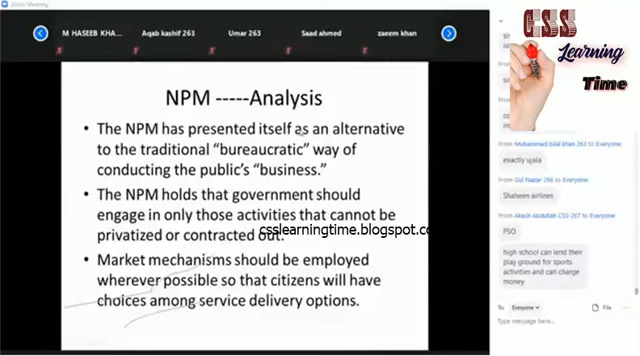 M HASEEB KHA...
Aqab kashif 263
Umar 263
Saad ahmed
zaeem khan
NPM -----Analysis
• The NPM has presented itself as an alternative
to the traditional “bureaucratic” way of
conducting the public's “business.”
• The NPM holds that government should
engage in only those activities that cannot be
privatized or contracted out.
csslearningtime.blogspot.co
• Market mechanisms should be employed
wherever possible so that citizens will have
choices among service delivery options.
CSS
Learning
Time
From Muhammad bilal khan 263 to Everyone:
exactly ujala
From Gul Nazar 266 to Everyone:
Shaheen airlines
From Akash Abdullah CSS-267 to Everyone:
PSO
high school can lend their
play ground for sports
activities and can charge
money
To: Everyone
File
Type message here...